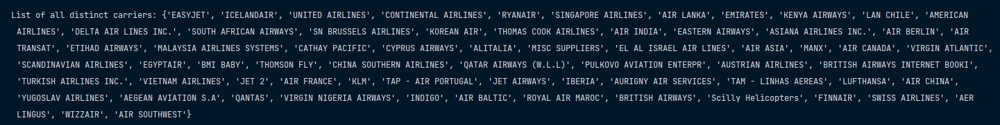 List of all distinct carriers: {'EASYJET', 'ICELANDAIR', 'UNITED AIRLINES', 'CONTINENTAL AIRLINES', 'RYANAIR', 'SINGAPORE AIRLINES', 'AIR LANKA', 'EMIRATES', 'KENYA AIRWAYS', 'LAN CHILE', 'AMERICAN
AIRLINES', 'DELTA AIR LINES INC.', 'SOUTH AFRICAN AIRWAYS', 'SN BRUSSELS AIRLINES', 'KOREAN AIR', 'THOMAS COOK AIRLINES', 'AIR INDIA', 'EASTERN AIRWAYS', 'ASIANA AIRLINES INC.', 'AIR BERLIN', 'AIR
TRANSAT', 'ETIHAD AIRWAYS', 'MALAYSIA AIRLINES SYSTEMS', 'CATHAY PACIFIC', 'CYPRUS AIRWAYS', 'ALITALIA', 'MISC SUPPLIERS', 'EL AL ISRAEL AIR LINES', 'AIR ASIA', 'MANX', 'AIR CANADA', 'VIRGIN ATLANTIC',
'SCANDINAVIAN AIRLINES', 'EGYPTAIR', 'BMI BABY', 'THOMSON FLY', 'CHINA SOUTHERN AIRLINES', 'QATAR AIRWAYS (W.L.L)', 'PULKOVO AVIATION ENTERPR', 'AUSTRIAN AIRLINES', 'BRITISH AIRWAYS INTERNET BOOKI',
'TURKISH AIRLINES INC.', 'VIETNAM AIRLINES', 'JET 2', 'AIR FRANCE', 'KLM', 'TAP - AIR PORTUGAL', 'JET AIRWAYS', 'IBERIA', 'AURIGNY AIR SERVICES', 'TAM - LINHAS AEREAS', 'LUFTHANSA', 'AIR CHINA',
'YUGOSLAV AIRLINES', 'AEGEAN AVIATION S.A', 'QANTAS', 'VIRGIN NIGERIA AIRWAYS', 'INDIGO', 'AIR BALTIC', 'ROYAL AIR MAROC', 'BRITISH AIRWAYS', 'Scilly Helicopters', 'FINNAIR', 'SWISS AIRLINES', 'AER
LINGUS', 'WIZZAIR', 'AIR SOUTHWEST'}